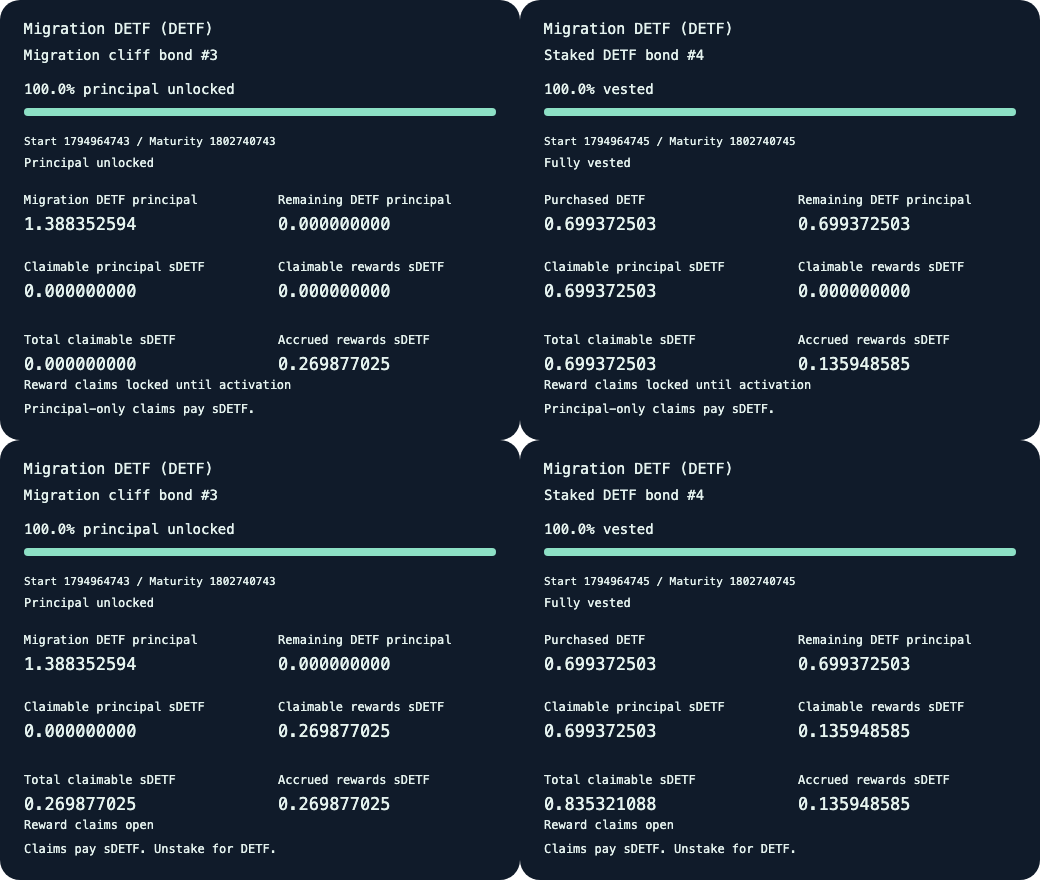 Migration DETF (DETF)
Migration cliff bond #3
100.0% principal unlocked
Start 1794964743 / Maturity 1802740743
Principal unlocked
Migration DETF principal
Remaining DETF principal
1.388352594
0.000000000
Claimable principal sDETF
Claimable rewards sDETF
0.000000000
0.000000000
Total claimable sDETF
Accrued rewards sDETF
0.000000000
0.269877025
Reward claims locked until activation
Principal-only claims pay sDETF.
Migration DETF (DETF)
Staked DETF bond #4
100.0% vested
Start 1794964745 / Maturity 1802740745
Fully vested
Purchased DETF
Remaining DETF principal
0.699372503
0.699372503
Claimable principal sDETF
Claimable rewards sDETF
0.699372503
0.000000000
Total claimable sDETF
Accrued rewards sDETF
0.699372503
0.135948585
Reward claims locked until activation
Principal-only claims pay sDETF.
Migration DETF (DETF)
Migration cliff bond #3
100.0% principal unlocked
Start 1794964743 / Maturity 1802740743
Principal unlocked
Migration DETF principal
Remaining DETF principal
1.388352594
0.000000000
Claimable principal sDETF
Claimable rewards sDETF
0.000000000
0.269877025
Total claimable sDETF
Accrued rewards sDETF
0.269877025
0.269877025
Reward claims open
Claims pay sDETF. Unstake for DETF.
Migration DETF (DETF)
Staked DETF bond #4
100.0% vested
Start 1794964745 / Maturity 1802740745
Fully vested
Purchased DETF
Remaining DETF principal
0.699372503
0.699372503
Claimable principal sDETF
Claimable rewards sDETF
0.699372503
0.135948585
Total claimable sDETF
Accrued rewards sDETF
0.835321088
0.135948585
Reward claims open
Claims pay sDETF. Unstake for DETF.